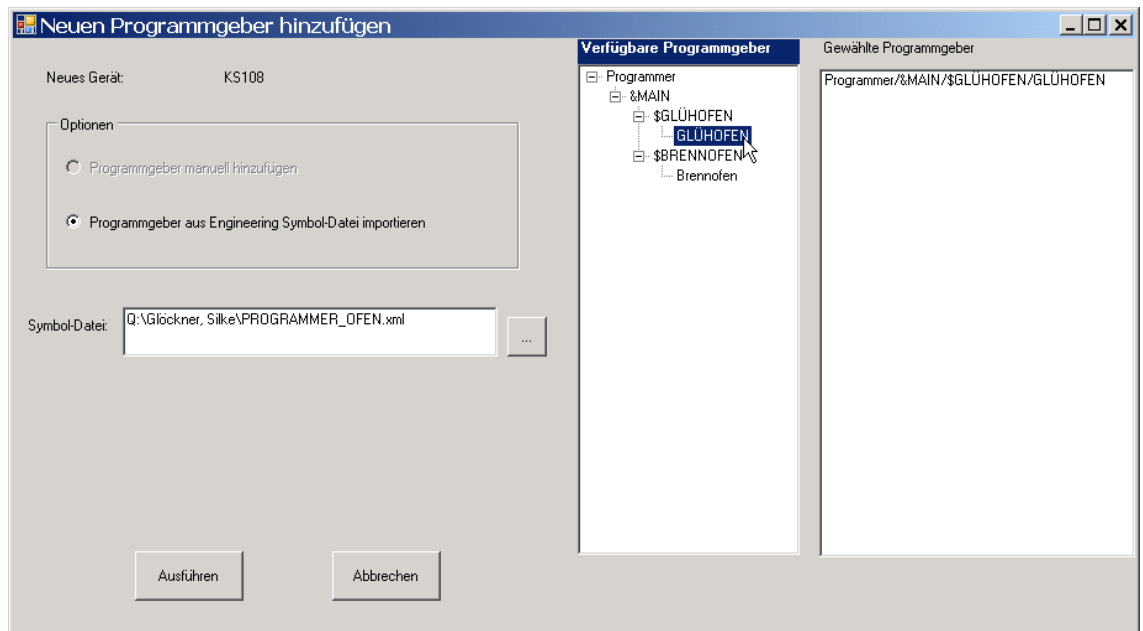 Neuen Programmgeber hinzufügen
Neues Gerät: KS108
Optionen
Programmgeber manuell hinzufügen
Programmgeber aus Engineering Symbol-Datei importieren
Symbol-Datei: Q:\Glöckner, Silke\PROGRAMMER_OFEN.xml
...
Ausführen Abbrechen
Verfügbare Programmgeber
Programmer
&MAIN
$GLÜHOFEN
GLÜHOFEN
$BRENNOFEN
Brennofen
Gewählte Programmgeber
Programmer/&MAIN/$GLÜHOFEN/GLÜHOFEN